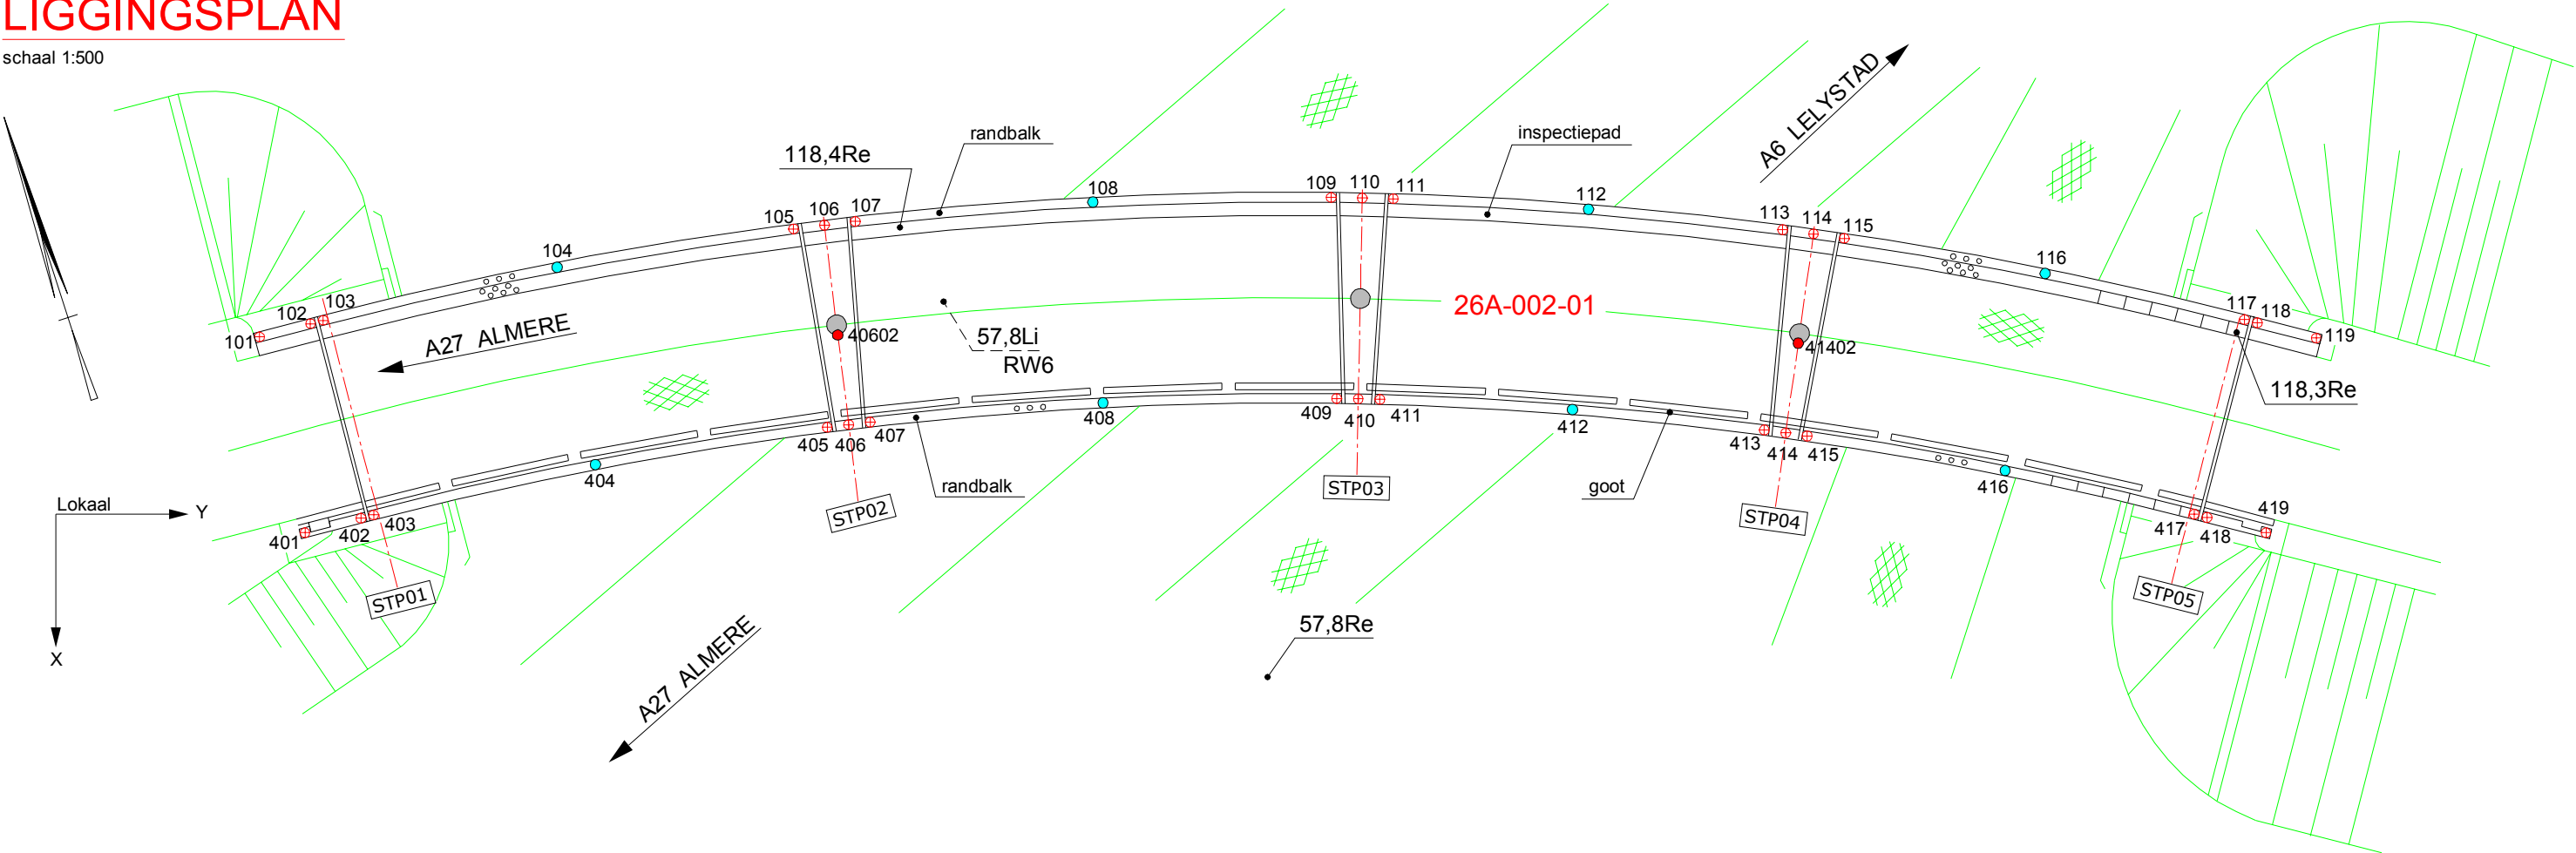 LIGGINGSPLAN
schaal 1:500
randbalk
inspectiepad
118,4Re
A6 LELYSTAD
101
102
103
104
105
106
107
108
109
110
111
112
113
114
115
116
117
118
119
A27 ALMERE
40602
57,8Li
RW6
26A-002-01
41402
118,3Re
Lokaal
Y
X
401
402
403
404
405
406
407
408
409
410
411
412
413
414
415
416
417
418
419
randbalk
goot
STP01
STP02
STP03
STP04
STP05
A27 ALMERE
57,8Re